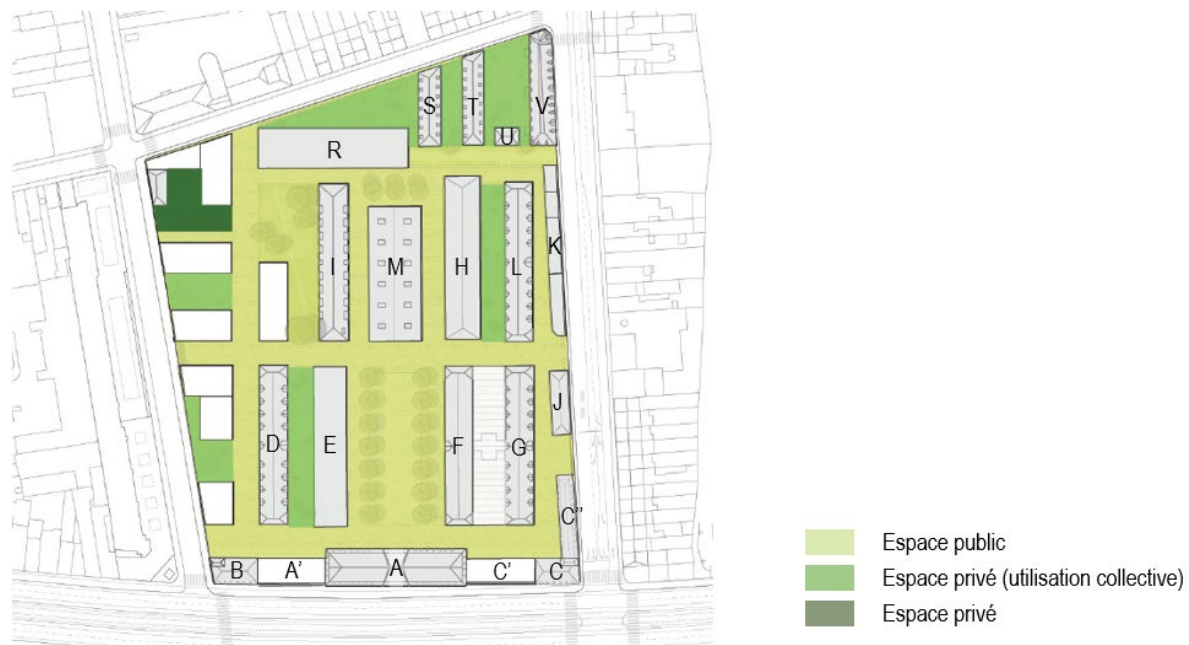 S
T
V
U
R
I
M
H
L
K
D
E
F
G
J
C''
B
A'
A
C'
C
Espace public
Espace privé (utilisation collective)
Espace privé